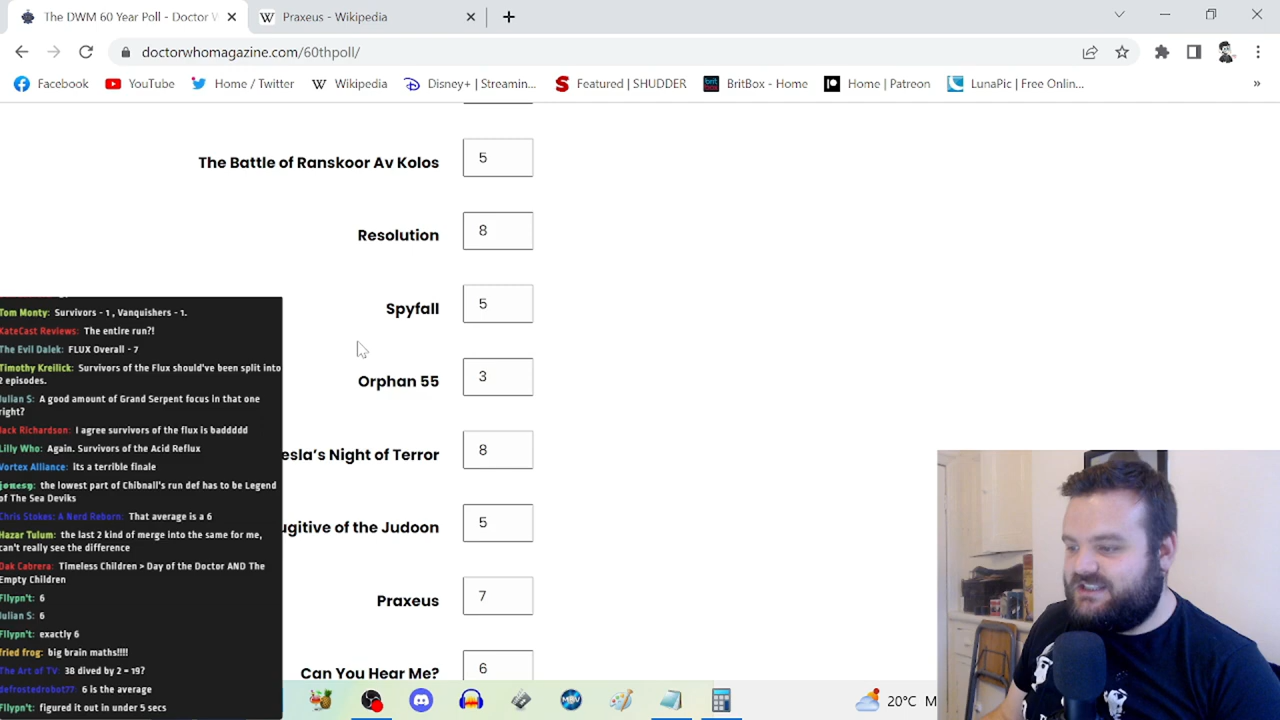 The DWM 60 Year Poll - Doctor W
Praxeus - Wikipedia
doctorwhomagazine.com/60thpoll/
Facebook
YouTube
Home / Twitter
Wikipedia
Disney+ | Streamin...
Featured | SHUDDER
BritBox - Home
Home | Patreon
LunaPic | Free Onlin...
»
The Battle of Ranskoor Av Kolos 5
Resolution 8
Spyfall 5
Orphan 55 3
esla's Night of Terror 8
ugitive of the Judoon 5
Praxeus 7
Can You Hear Me? 6
Tom Monty: Survivors - 1 , Vanquishers - 1.
KateCast Reviews: The entire run?!
The Evil Dalek: FLUX Overall - 7
Timothy Kreilick: Survivors of the Flux should've been split into
2 episodes.
Julian S: A good amount of Grand Serpent focus in that one
right?
Jack Richardson: I agree survivors of the flux is baddddd
Lilly Who: Again. Survivors of the Acid Reflux
Vortex Alliance: its a terrible finale
jonesy: the lowest part of Chibnall's run def has to be Legend
of The Sea Deviks
Chris Stokes: A Nerd Reborn: That average is a 6
Hazar Tulum: the last 2 kind of merge into the same for me,
can't really see the difference
Dak Cabrera: Timeless Children > Day of the Doctor AND The
Empty Children
Fllypn't: 6
Julian S: 6
Fllypn't: exactly 6
fried frog: big brain maths!!!!
The Art of TV: 38 dived by 2 = 19?
defrostedrobot77: 6 is the average
Fllypn't: figured it out in under 5 secs
20°C M